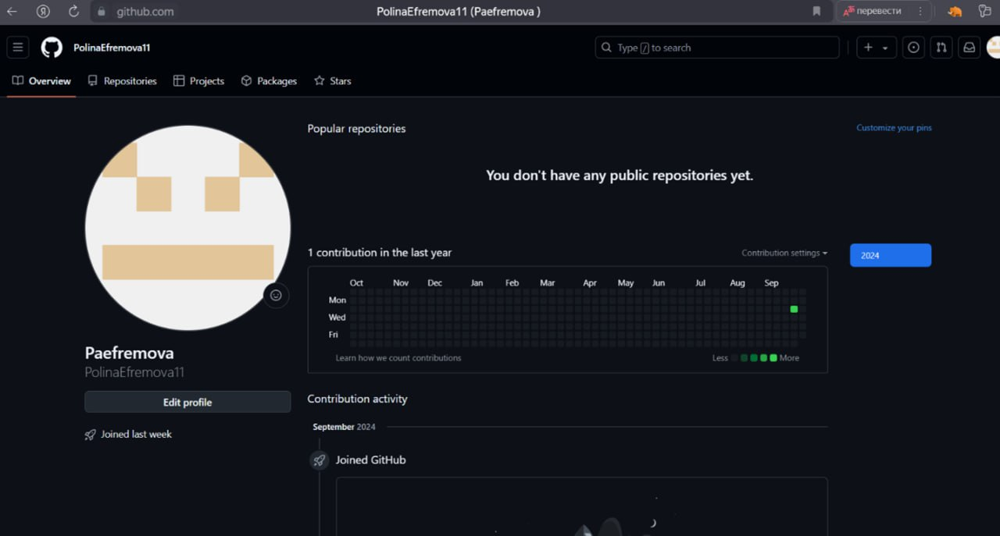 github.com
PolinaEfremova11 (Paefremova )
перевести
PolinaEfremova11
Type / to search
Overview
Repositories
Projects
Packages
Stars
Popular repositories
Customize your pins
You don't have any public repositories yet.
1 contribution in the last year
Contribution settings
2024
Oct Nov Dec Jan Feb Mar Apr May Jun Jul Aug Sep
Mon
Wed
Fri
Learn how we count contributions
Less More
Paefremova
PolinaEfremova11
Edit profile
Joined last week
Contribution activity
September 2024
Joined GitHub